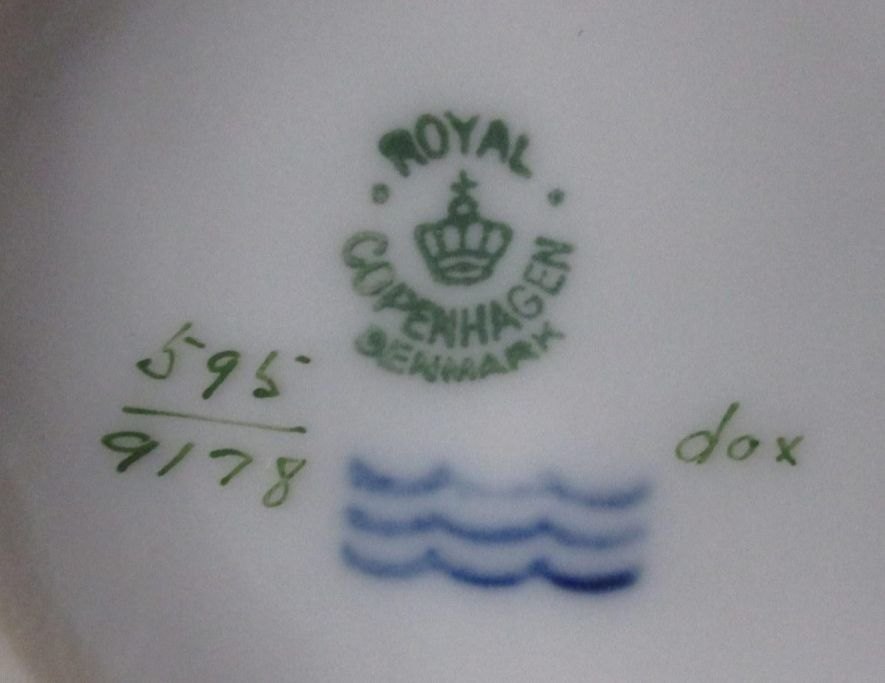 ROYAL
COPENHAGEN
DENMARK
595
9178
dox